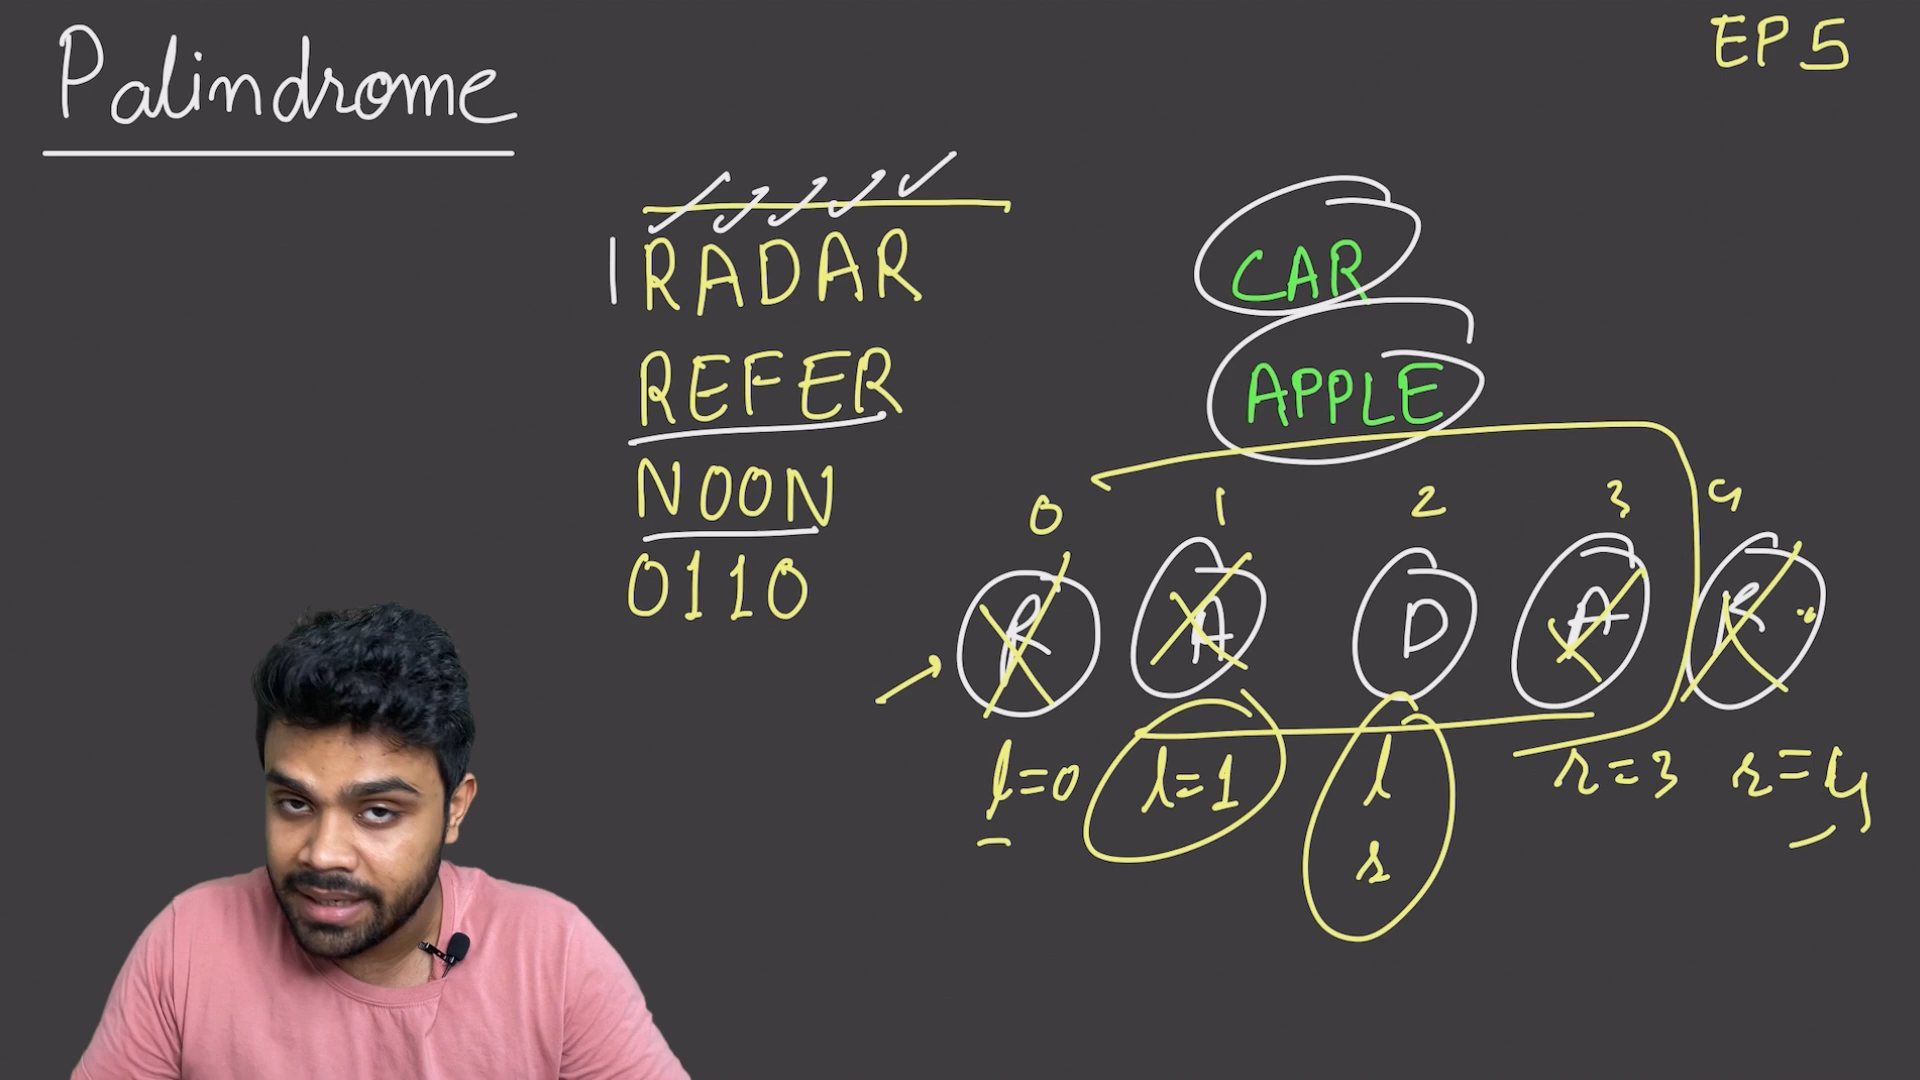 Palindrome
EP 5
RADAR
REFER
NOON
0110
CAR
APPLE
0 1 2 3 4
R A D A R
l=0 l=1 l r=3 r=4
r